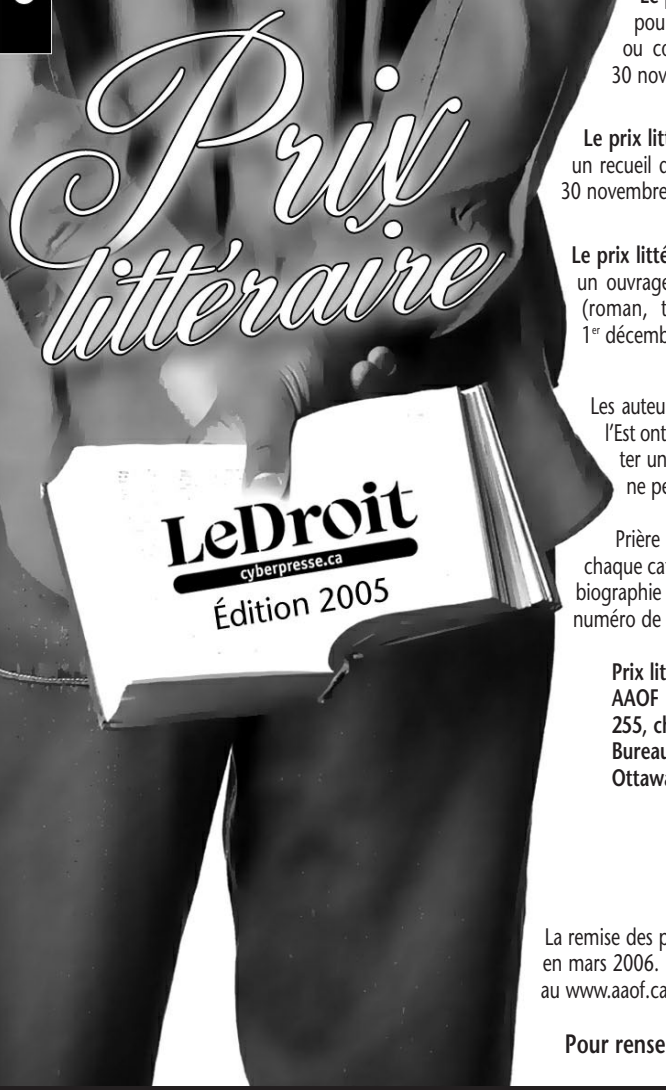 Prix
littéraire
LeDroit
cyberpresse.ca
Édition 2005
Le
pou
ou co
30 nov
Le prix litt
un recueil d
30 novembre
Le prix litté
un ouvrage
(roman, t
1er décemb
Les auteu
l'Est ont
ter un
ne pe
Prière
chaque ca
biographie
numéro de
Prix lit
AAOF
255, ch
Bureau
Ottawa
La remise des p
en mars 2006.
au www.aaof.ca
Pour rense